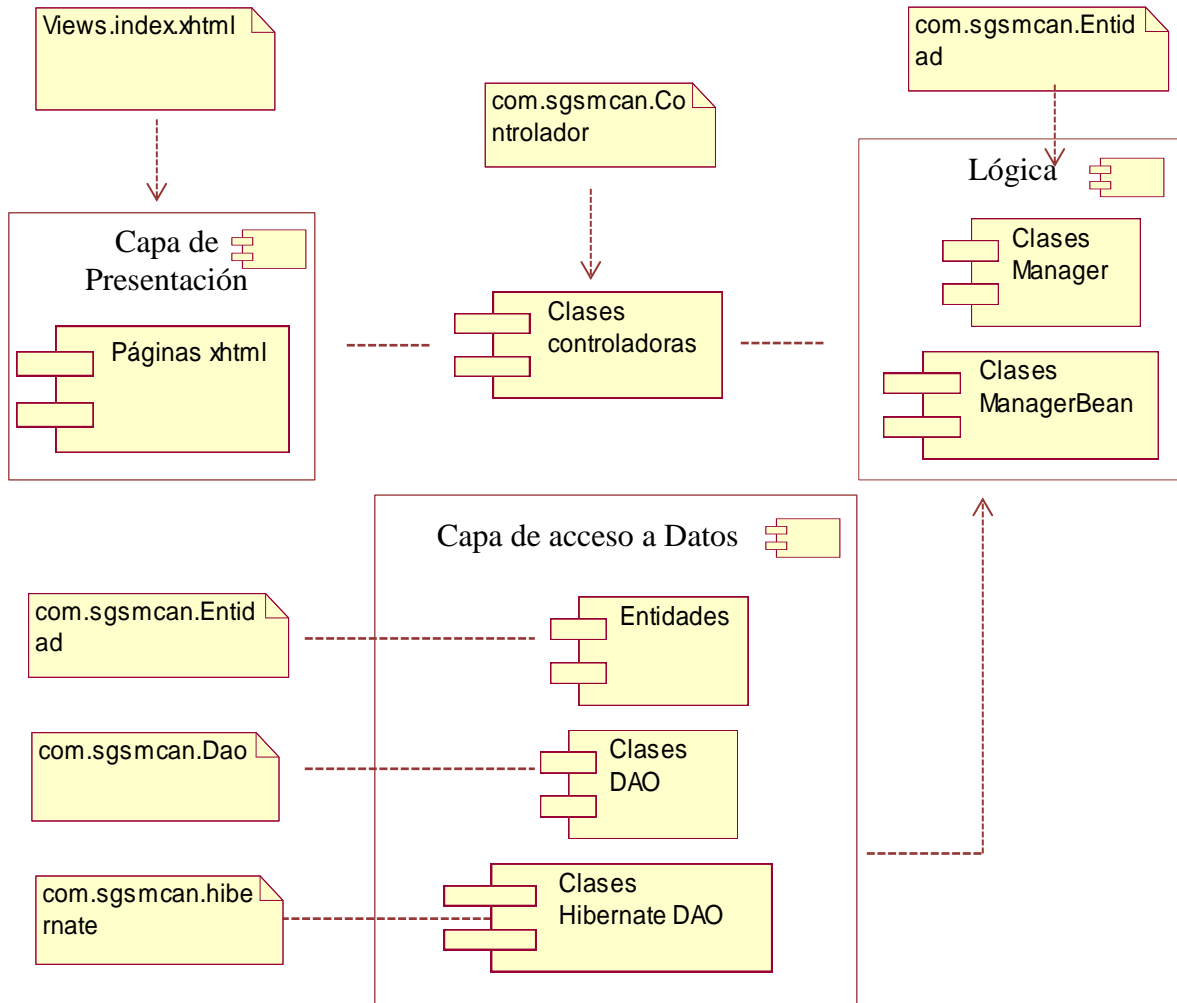 Views.index.xhtml
com.sgsmcan.Entid
ad
com.sgsmcan.Co
ntrolador
Lógica
Capa de
Presentación
Clases
Manager
Páginas xhtml
Clases
controladoras
Clases
ManagerBean
Capa de acceso a Datos
com.sgsmcan.Entid
ad
Entidades
com.sgsmcan.Dao
Clases
DAO
com.sgsmcan.hibe
rnate
Clases
Hibernate DAO